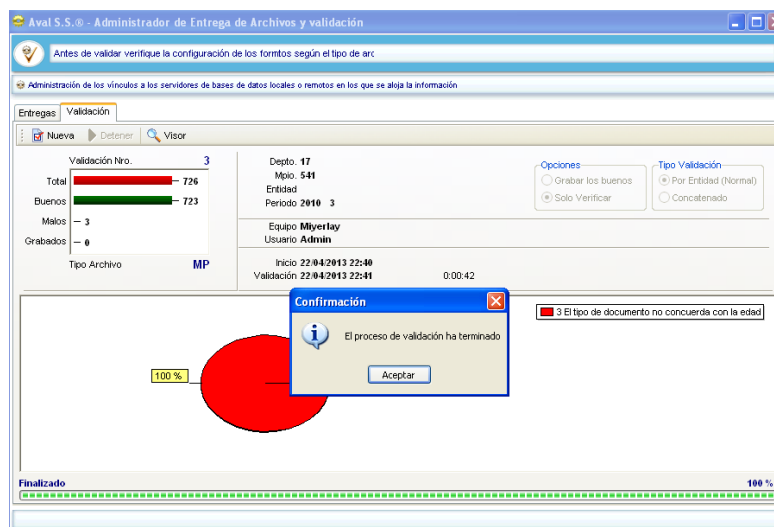 Aval S.S.® - Administrador de Entrega de Archivos y validación
Antes de validar verifique la configuración de los formtos según el tipo de arc
Administración de los vínculos a los servidores de bases de datos locales o remotos en los que se aloja la información
Entregas Validación
Nueva Detener Visor
Validación Nro. 3
Total 726
Buenos 723
Malos 3
Grabados 0
Tipo Archivo MP
Depto. 17
Mpio. 541
Entidad
Periodo 2010 3
Equipo Miyerlay
Usuario Admin
Inicio 22/04/2013 22:40
Validación 22/04/2013 22:41 0:00:42
Opciones
Grabar los buenos
Solo Verificar
Tipo Validación
Por Entidad (Normal)
Concatenado
Confirmación
El proceso de validación ha terminado
Aceptar
3 El tipo de documento no concuerda con la edad
100 %
Finalizado 100 %